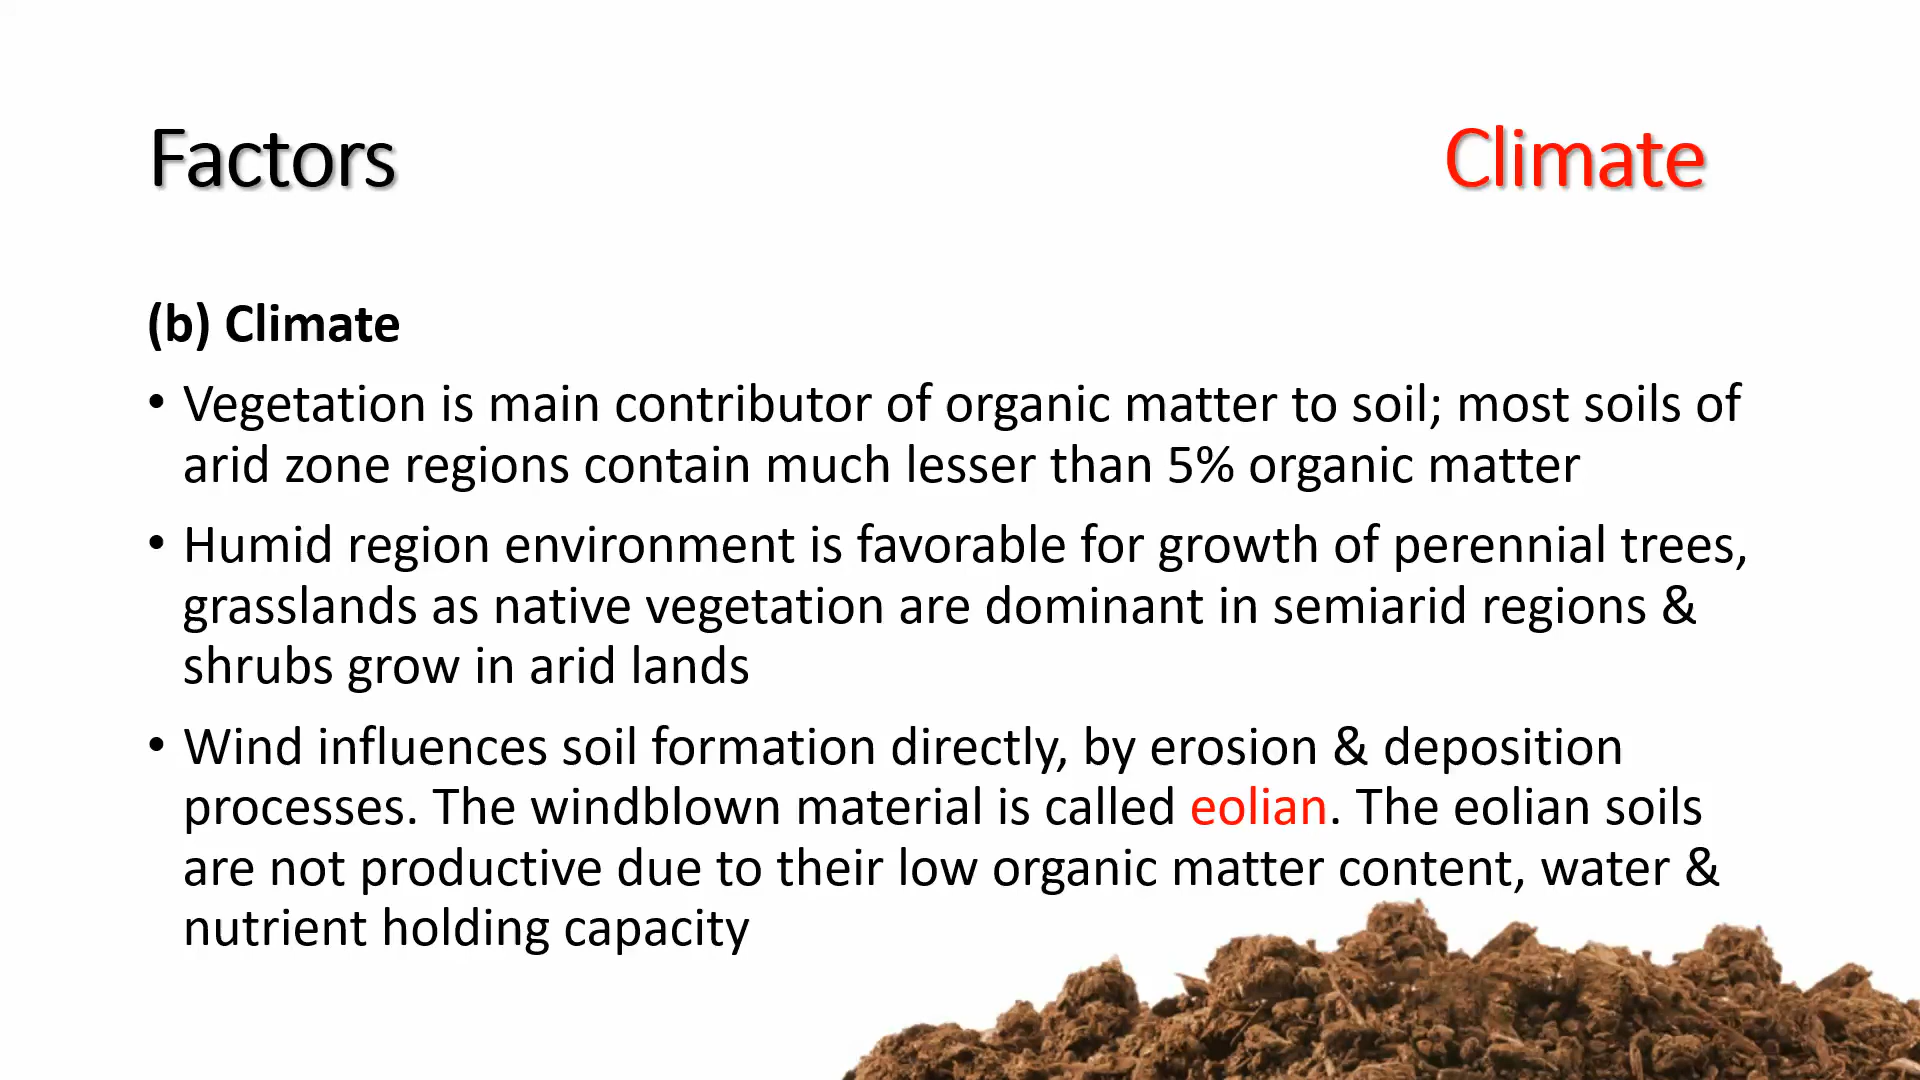 Factors
Climate
(b) Climate
• Vegetation is main contributor of organic matter to soil; most soils of
arid zone regions contain much lesser than 5% organic matter
• Humid region environment is favorable for growth of perennial trees,
grasslands as native vegetation are dominant in semiarid regions &
shrubs grow in arid lands
• Wind influences soil formation directly, by erosion & deposition
processes. The windblown material is called eolian. The eolian soils
are not productive due to their low organic matter content, water &
nutrient holding capacity